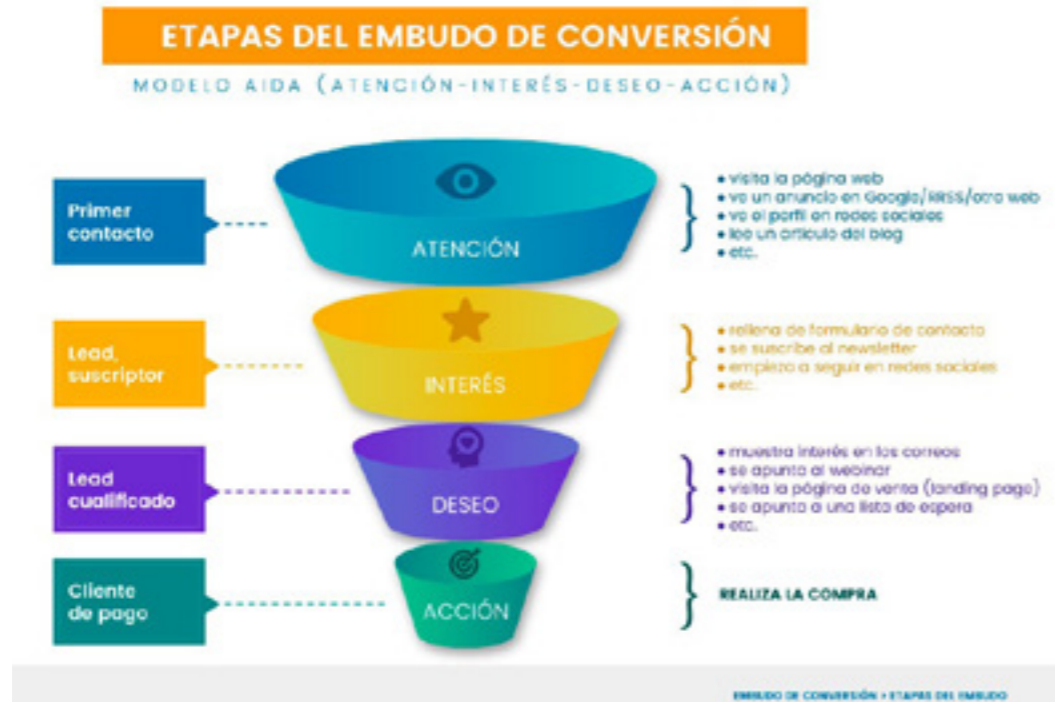 ETAPAS DEL EMBUDO DE CONVERSIÓN
MODELO AIDA (ATENCIÓN-INTERÉS-DESEO-ACCIÓN)
Primer
contacto
ATENCIÓN
• visita la página web
• ve un anuncio en Google/RRSS/otra web
• ve el perfil en redes sociales
• lee un artículo del blog
• etc.
Lead,
suscriptor
INTERÉS
• rellena de formulario de contacto
• se suscribe al newsletter
• empieza a seguir en redes sociales
• etc.
Lead
cualificado
DESEO
• muestra interés en los correos
• se apunta al webinar
• visita la página de venta (landing page)
• se apunta a una lista de espera
• etc.
Cliente
de pago
ACCIÓN
REALIZA LA COMPRA
EMBUDO DE CONVERSIÓN > ETAPAS DEL EMBUDO